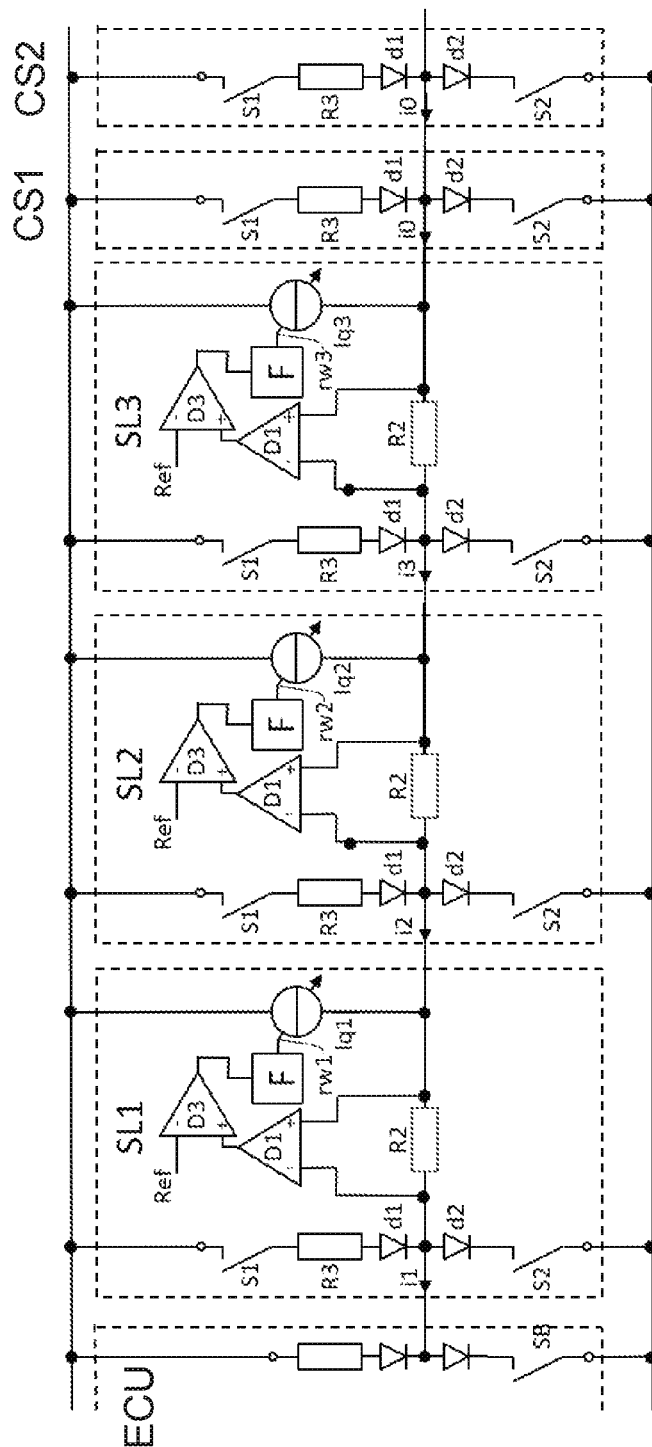 ECU
SB
SL1
Ref
D3
D1
F
rw1
Iq1
S1
R3
d1
i1
d2
S2
R2
SL2
Ref
D3
D1
F
rw2
Iq2
S1
R3
d1
i2
d2
S2
R2
SL3
Ref
D3
D1
F
rw3
Iq3
S1
R3
d1
i3
d2
S2
R2
CS1
S1
R3
d1
i0
d2
S2
CS2
S1
R3
d1
i0
d2
S2